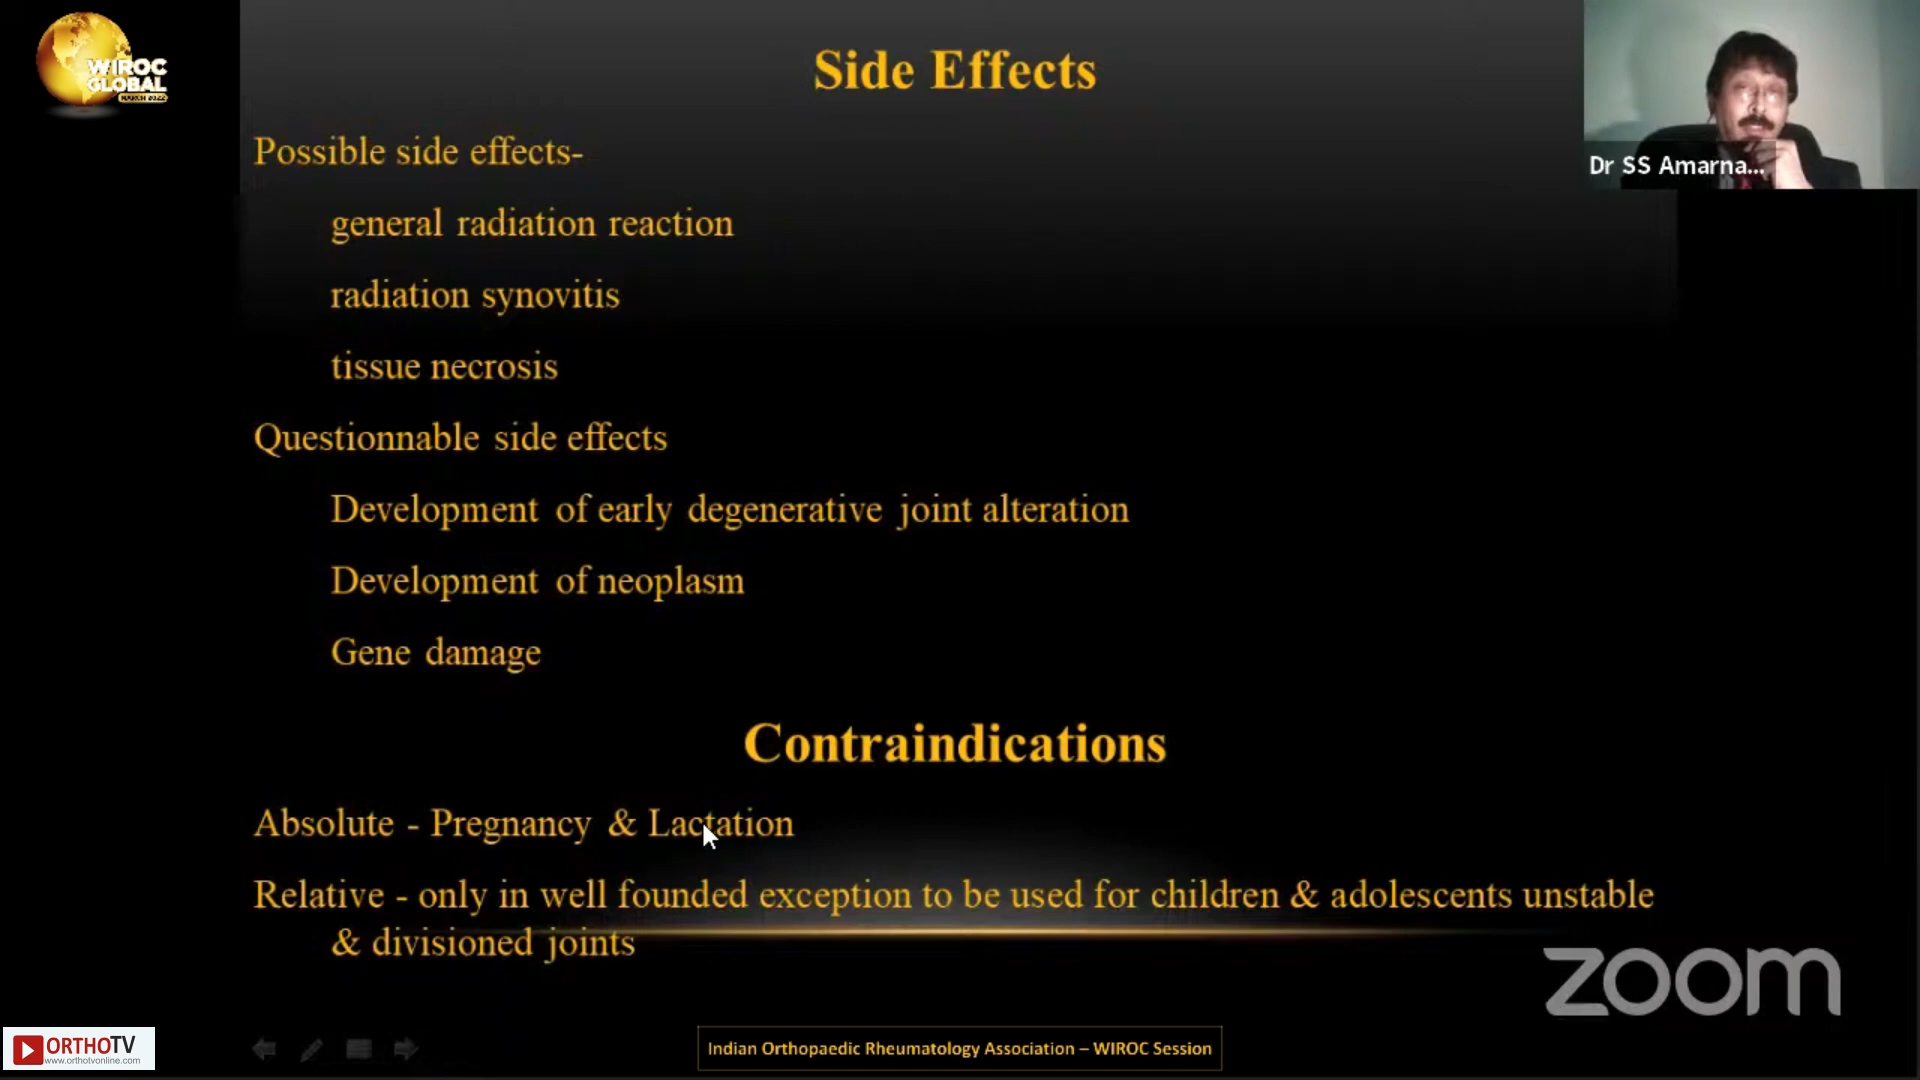 WIROC
GLOBAL
MARCH 2022
Side Effects
Dr SS Amarna...
Possible side effects-
general radiation reaction
radiation synovitis
tissue necrosis
Questionnable side effects
Development of early degenerative joint alteration
Development of neoplasm
Gene damage
Contraindications
Absolute - Pregnancy & Lactation
Relative - only in well founded exception to be used for children & adolescents unstable
& divisioned joints
zoom
ORTHOTV
www.orthotvonline.com
Indian Orthopaedic Rheumatology Association – WIROC Session